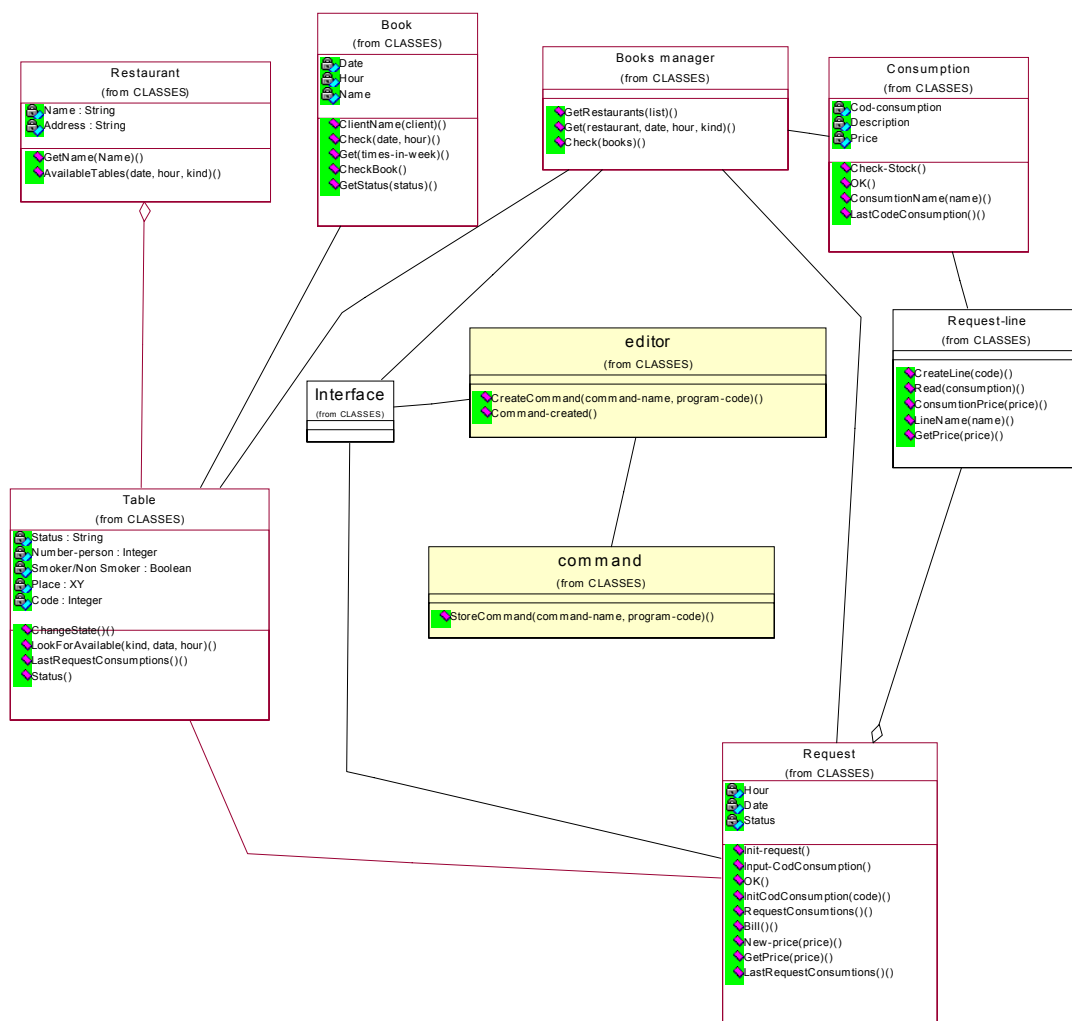 Book
(from CLASSES)
Date
Hour
Name
ClientName(client)()
Check(date, hour)()
Get(times-in-week)()
CheckBook()
GetStatus(status)()
Restaurant
(from CLASSES)
Name : String
Address : String
GetName(Name)()
AvailableTables(date, hour, kind)()
Books manager
(from CLASSES)
GetRestaurants(list)()
Get(restaurant, date, hour, kind)()
Check(books)()
Consumption
(from CLASSES)
Cod-consumption
Description
Price
Check-Stock()
OK()
ConsumtionName(name)()
LastCodeConsumption()()
Request-line
(from CLASSES)
CreateLine(code)()
Read(consumption)()
ConsumtionPrice(price)()
LineName(name)()
GetPrice(price)()
editor
(from CLASSES)
CreateCommand(command-name, program-code)()
Command-created()
Interface
(from CLASSES)
Table
(from CLASSES)
Status : String
Number-person : Integer
Smoker/Non Smoker : Boolean
Place : XY
Code : Integer
ChangeState()()
LookForAvailable(kind, data, hour)()
LastRequestConsumptions()()
Status()
command
(from CLASSES)
StoreCommand(command-name, program-code)()
Request
(from CLASSES)
Hour
Date
Status
Init-request()
Input-CodConsumption()
OK()
InitCodConsumption(code)()
RequestConsumtions()()
Bill()()
New-price(price)()
GetPrice(price)()
LastRequestConsumtions()()